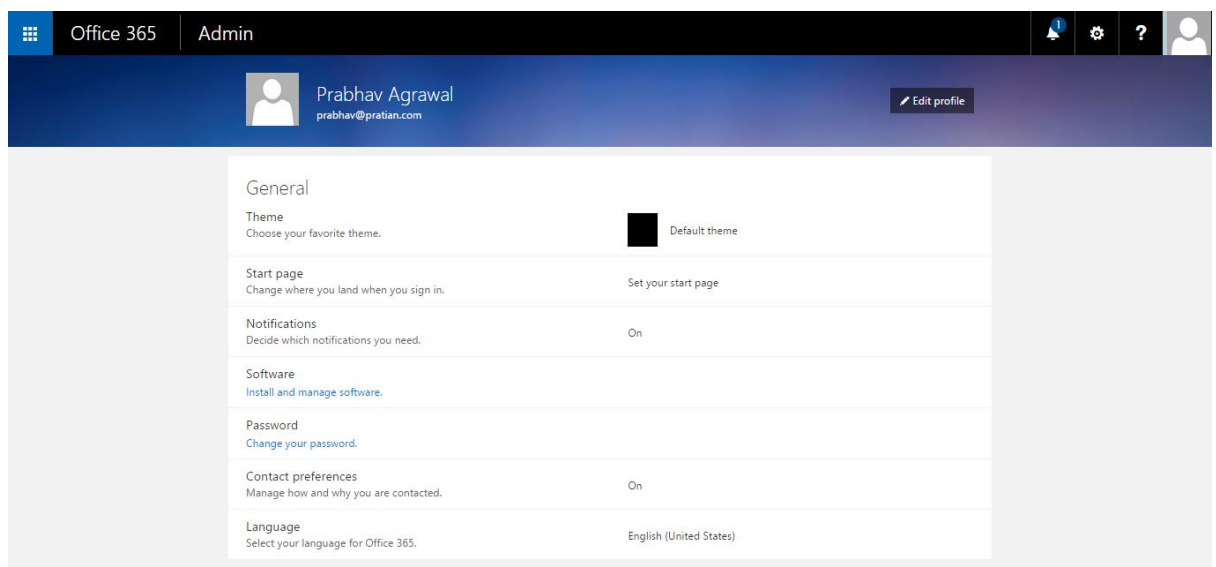 Office 365 Admin 1 ?
Prabhav Agrawal
prabhav@pratian.com
Edit profile
General
Theme
Choose your favorite theme.
Default theme
Start page
Change where you land when you sign in.
Set your start page
Notifications
Decide which notifications you need.
On
Software
Install and manage software.
Password
Change your password.
Contact preferences
Manage how and why you are contacted.
On
Language
Select your language for Office 365.
English (United States)